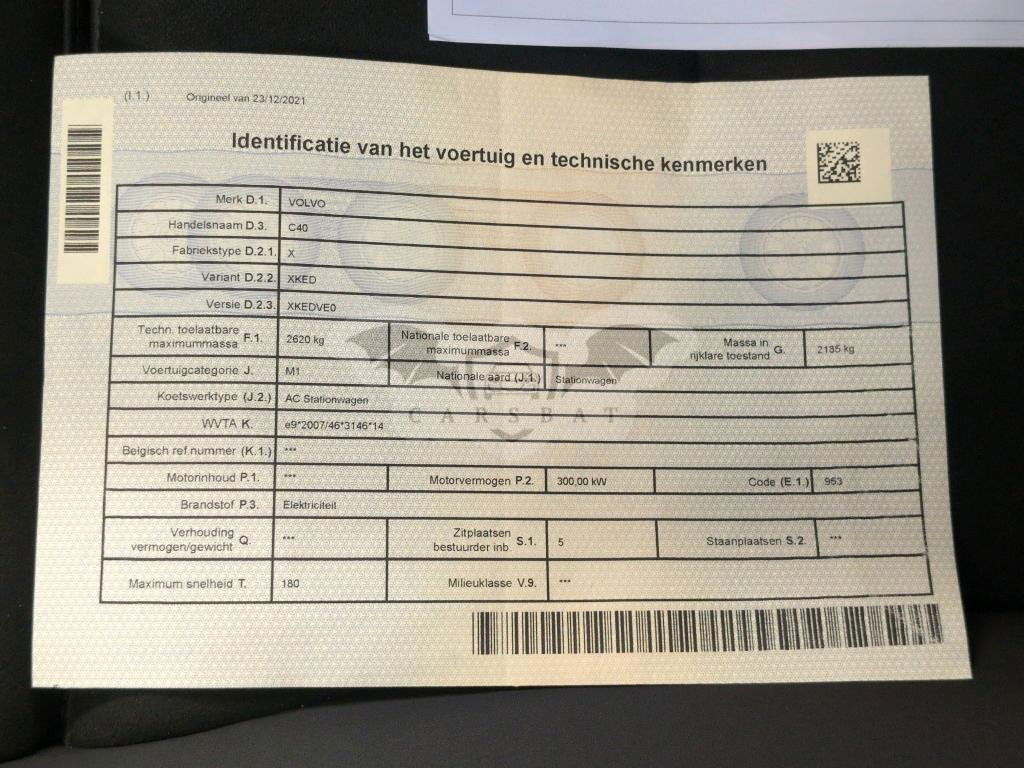 (I.1.) Origineel van 23/12/2021
Identificatie van het voertuig en technische kenmerken
Merk D.1. VOLVO
Handelsnaam D.3. C40
Fabriekstype D.2.1. X
Variant D.2.2. XKED
Versie D.2.3. XKEDVE0
Techn. toelaatbare maximummassa F.1. 2620 kg Nationale toelaatbare maximummassa F.2. *** Massa in rijklare toestand G. 2185 kg
Voertuigcategorie J. M1 Nationale aard (J.1.) Stationwagen
Koetswerktype (J.2.) AC Stationwagen
CARSBAT
WVTA K. e9*2007/46*3146*14
Belgisch ref.nummer (K.1.) ***
Motorinhoud P.1. *** Motorvermogen P.2. 300,00 kW Code (E.1.) 953
Brandstof P.3. Elektriciteit
Verhouding vermogen/gewicht Q. *** Zitplaatsen bestuurder inb S.1. 5 Staanplaatsen S.2. ***
Maximum snelheid T. 180 Milieuklasse V.9. ***